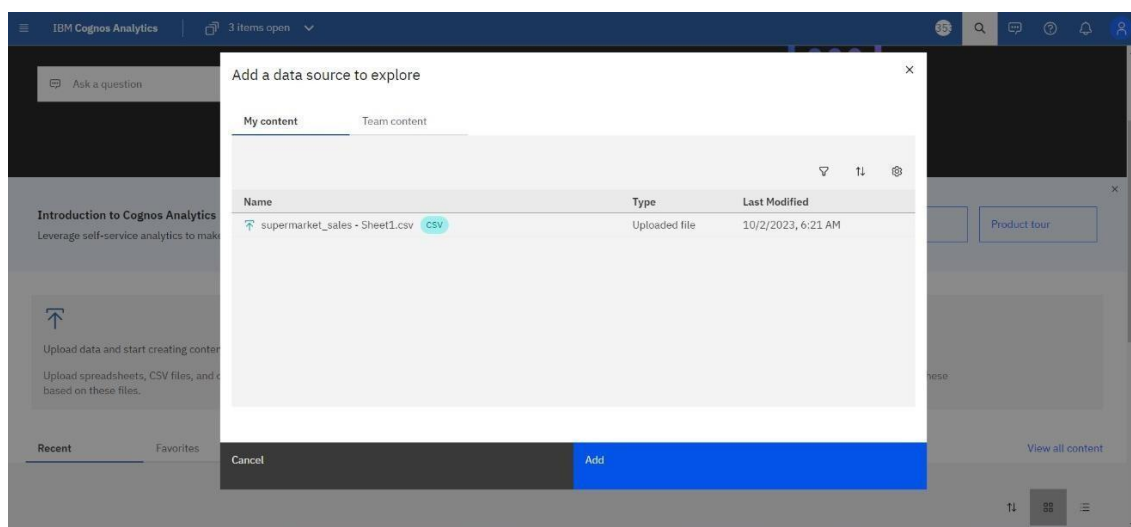 IBM Cognos Analytics
3 items open
Ask a question
Add a data source to explore
My content Team content
Name Type Last Modified
supermarket_sales - Sheet1.csv CSV Uploaded file 10/2/2023, 6:21 AM
Introduction to Cognos Analytics
Leverage self-service analytics to make
Product tour
Upload data and start creating
Upload spreadsheets, CSV files, and
based on these files.
Recent Favorites
View all content
Cancel Add